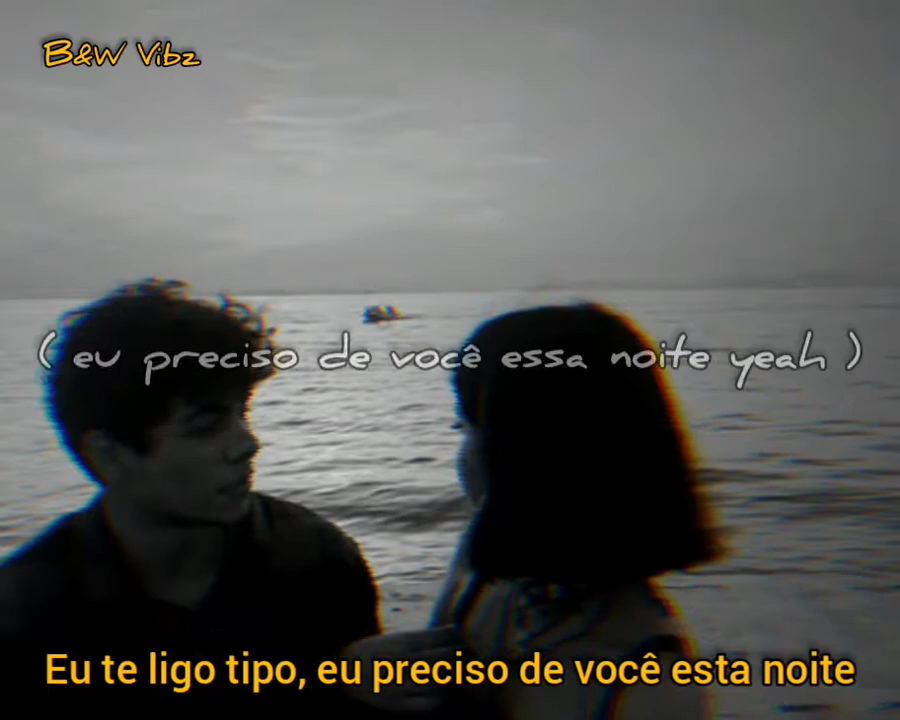 B&W Vibz
( eu preciso de você essa noite yeah )
Eu te ligo tipo, eu preciso de você esta noite